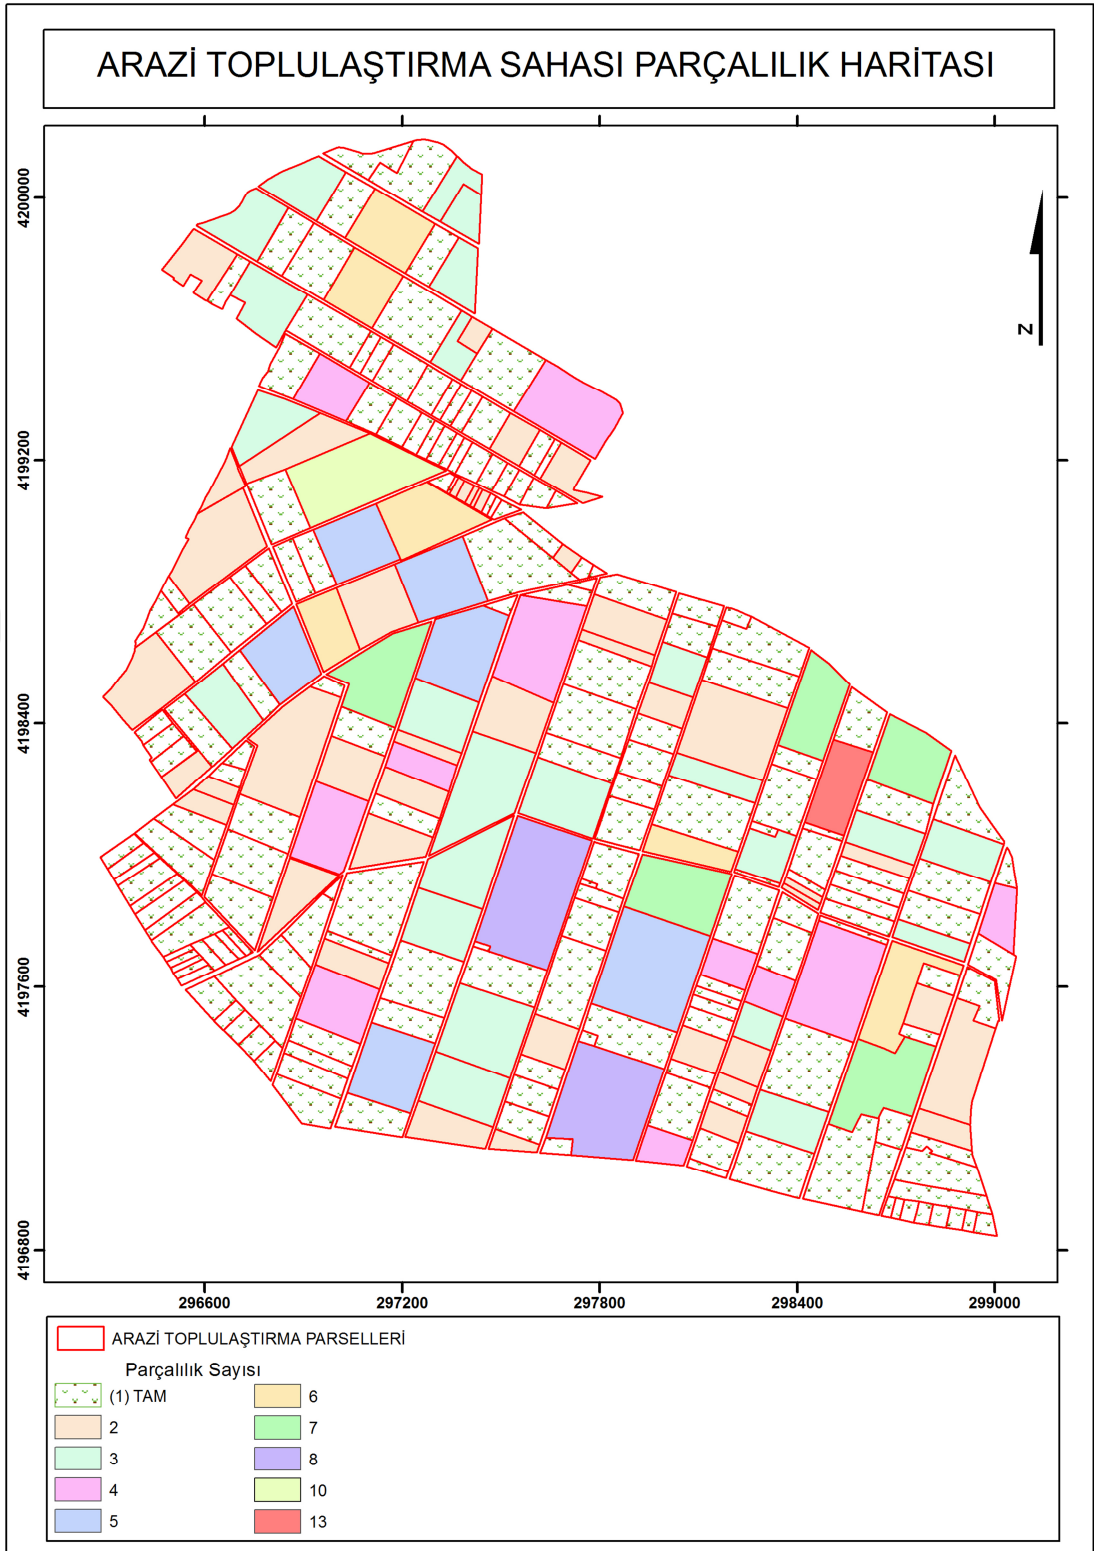 ARAZİ TOPLULAŞTIRMA SAHASI PARÇALILIK HARİTASI
4200000
4199200
4198400
4197600
4196800
N
296600 297200 297800 298400 299000
ARAZİ TOPLULAŞTIRMA PARSELLERİ
Parçalılık Sayısı
(1) TAM
2
3
4
5
6
7
8
10
13